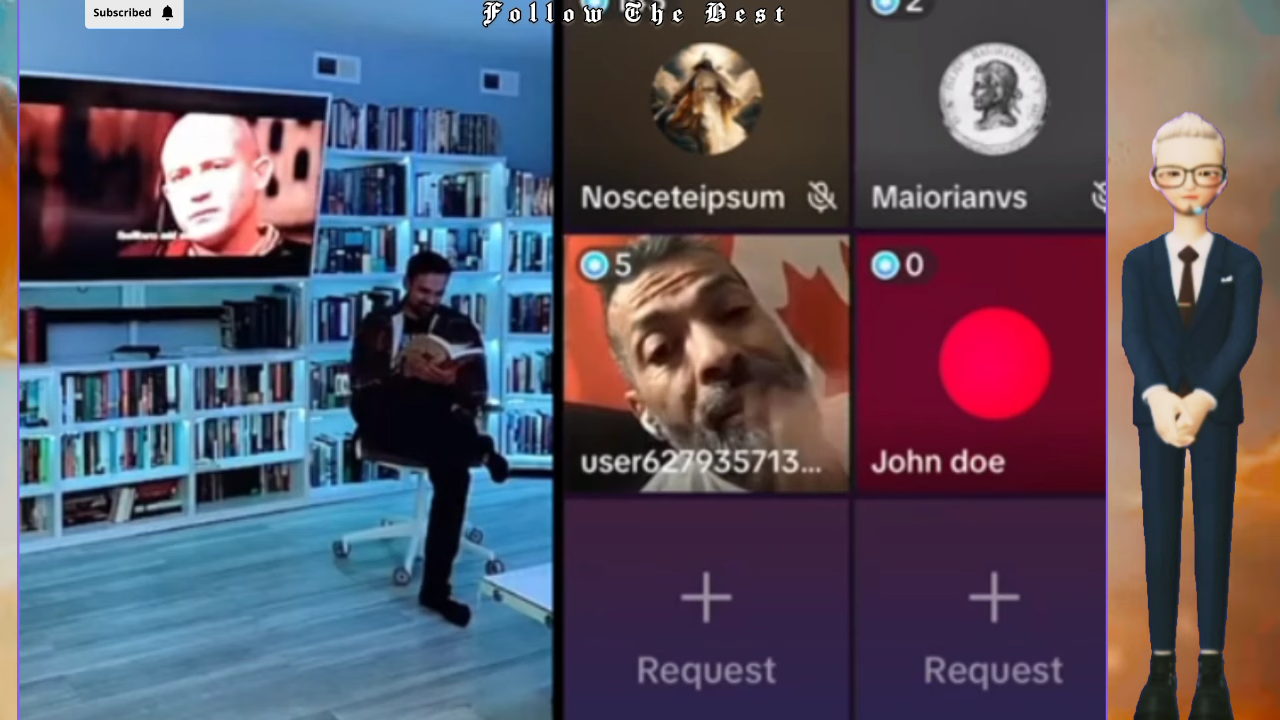 Subscribed
Follow The Best
2
Nosceteipsum
Maiorianvs
5
0
user627935713...
John doe
Request
Request